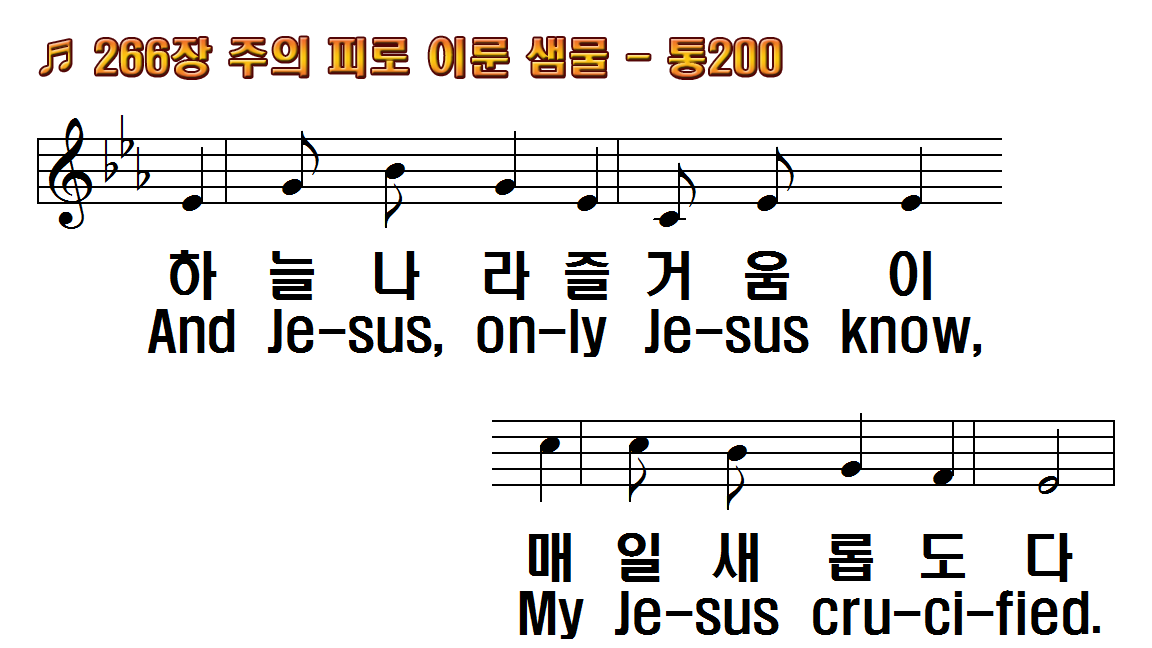 ♬ 266장 주의 피로 이룬 샘물 - 통200
하 늘 나 라 즐 거 움 이
And Je-sus, on-ly Je-sus know,
매 일 새 롭 도 다
My Je-sus cru-ci-fied.